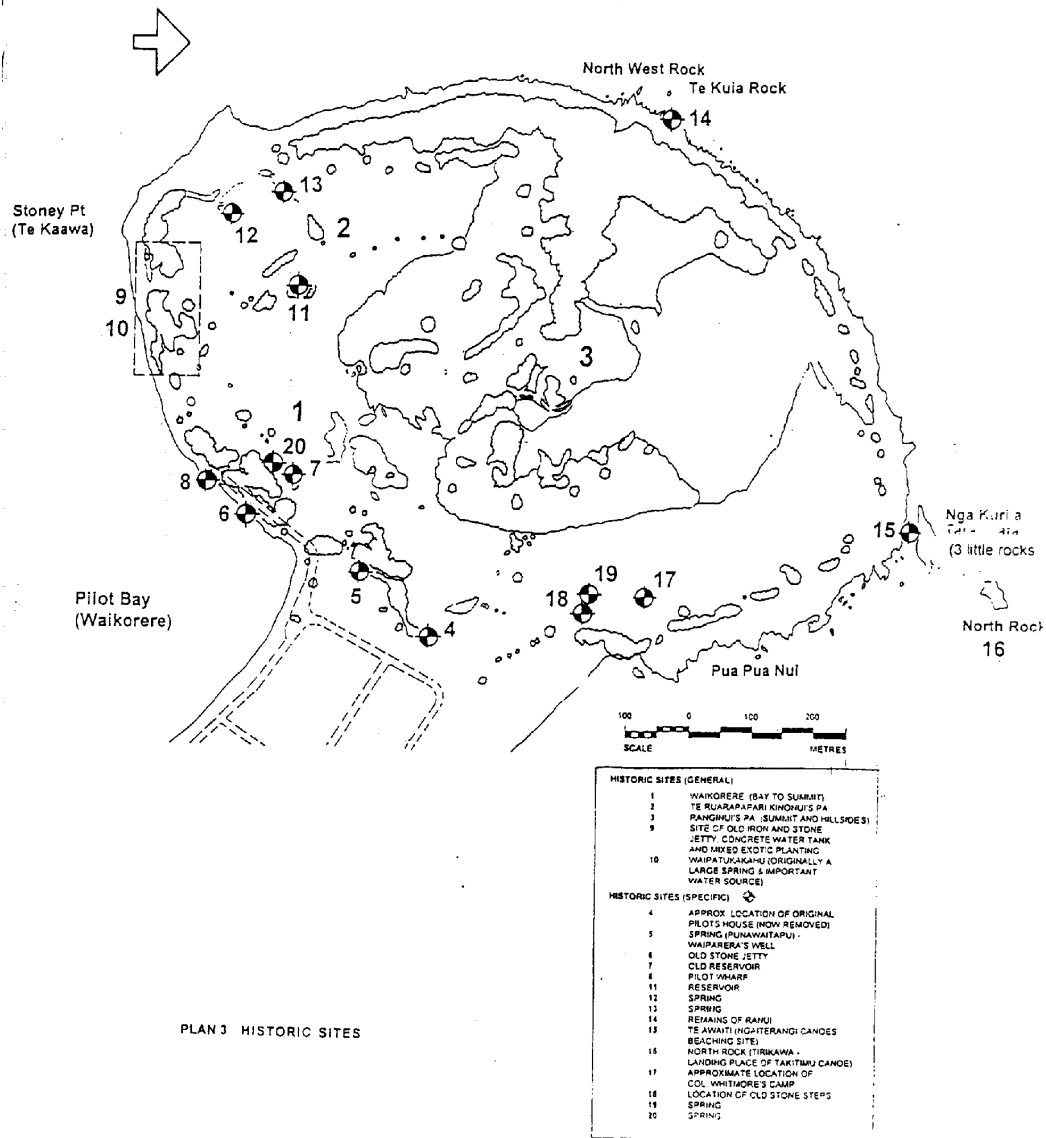 North West Rock
Te Kuia Rock
14
13
12
2
Stoney Pt
(Te Kaawa)
9
10
11
3
1
20
7
8
6
5
4
Pilot Bay
(Waikorere)
19
17
18
15
Nga Kuri a
(3 little rocks
North Rock
16
Pua Pua Nui
100 0 100 200
SCALE METRES
HISTORIC SITES (GENERAL)
1 WAIKORERE (BAY TO SUMMIT)
2 TE RUARAPAFARI KINONUI'S PA
3 RANGINUI'S PA (SUMMIT AND HILLSIDES)
9 SITE OF OLD IRON AND STONE
JETTY, CONCRETE WATER TANK
AND MIXED EXOTIC PLANTING
10 WAIPATUKAKAHU (ORIGINALLY A
LARGE SPRING & IMPORTANT
WATER SOURCE)
HISTORIC SITES (SPECIFIC)
4 APPROX LOCATION OF ORIGINAL
PILOTS HOUSE (NOW REMOVED)
5 SPRING (PUNAWAITAPU) -
WAIPARERA'S WELL
6 OLD STONE JETTY
7 OLD RESERVOIR
8 PILOT WHARF
11 RESERVOIR
12 SPRING
13 SPRING
14 REMAINS OF RANUI
15 TE AWAITI (NGAITERANGI CANOES
BEACHING SITE)
16 NORTH ROCK (TIRIKAWA -
LANDING PLACE OF TAKITIMU CANOE)
17 APPROXIMATE LOCATION OF
COL. WHITMORE'S CAMP
18 LOCATION OF OLD STONE STEPS
19 SPRING
20 SPRING
PLAN 3 HISTORIC SITES